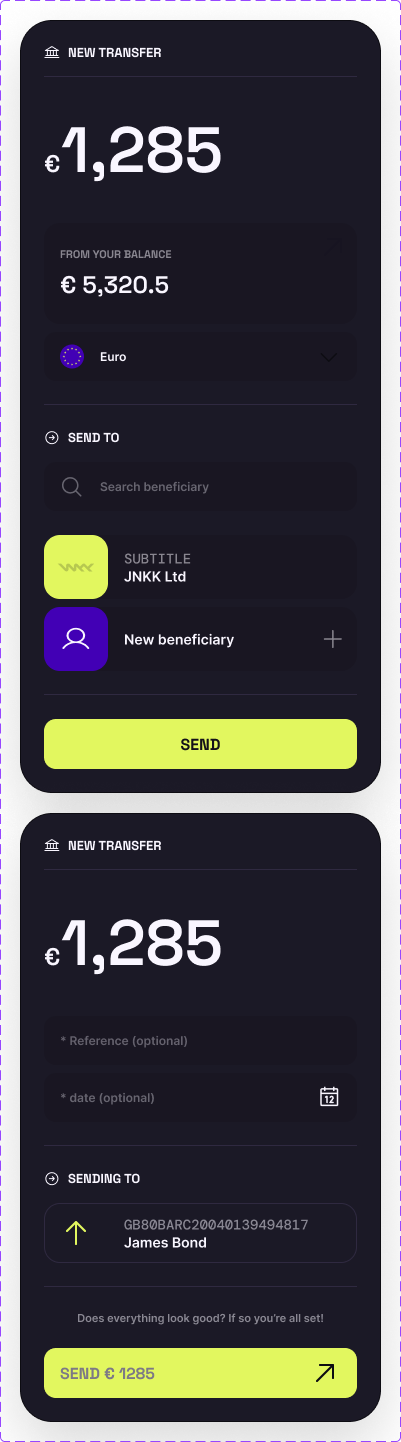 NEW TRANSFER
€1,285
FROM YOUR BALANCE
€ 5,320.5
Euro
SEND TO
Search beneficiary
SUBTITLE
JNKK Ltd
New beneficiary
SEND
NEW TRANSFER
€1,285
* Reference (optional)
* date (optional)
12
SENDING TO
GB80BARC20040139494817
James Bond
Does everything look good? If so you’re all set!
SEND € 1285